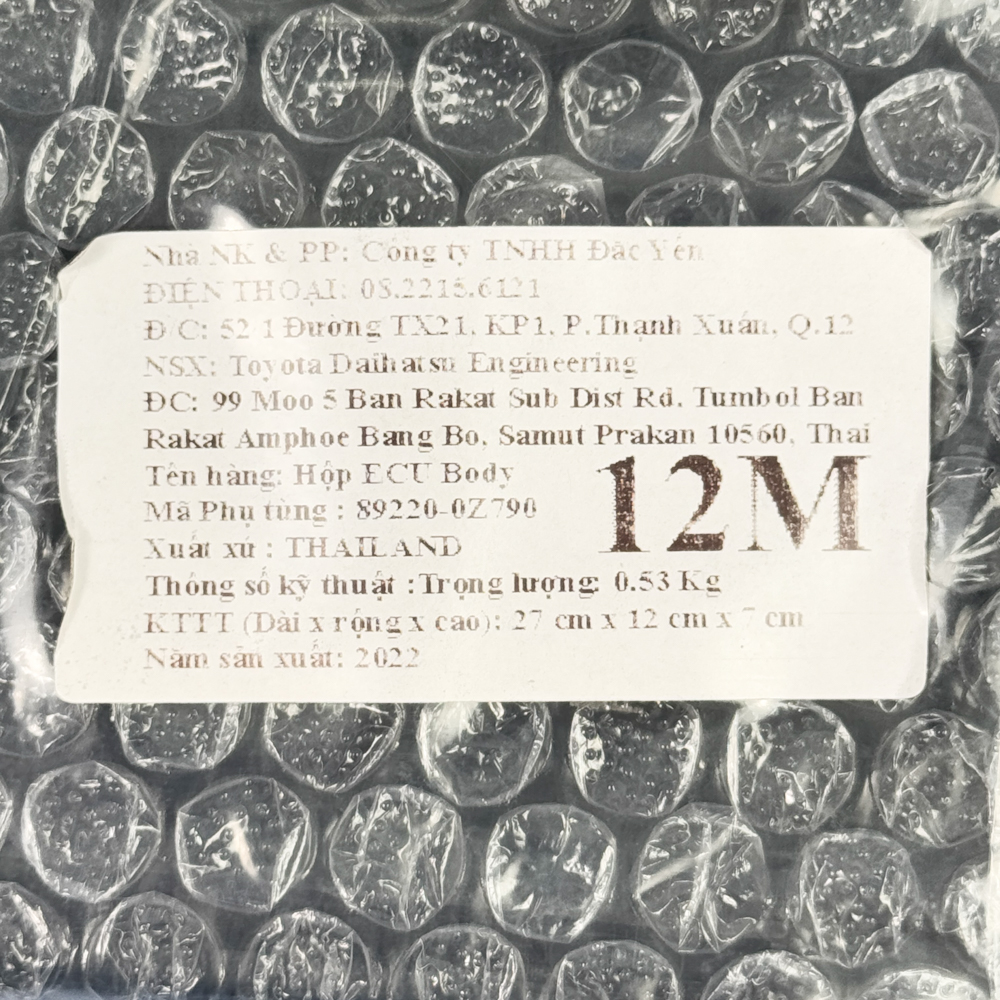 Nhà NK & PP: Công ty TNHH Đắc Yến
ĐIỆN THOẠI: 08.2215.6121
Đ/C: 52/1 Đường TX21, KP1, P.Thạnh Xuân, Q.12
NSX: Toyota Daihatsu Engineering
ĐC: 99 Moo 5 Ban Rakat Sub Dist Rd. Tumbol Ban
Rakat Amphoe Bang Bo, Samut Prakan 10560, Thai
Tên hàng: Hộp ECU Body
Mã Phụ tùng : 89220-0Z790
12M
Xuất xứ : THAILAND
Thông số kỹ thuật :Trọng lượng: 0.53 Kg
KTTT (Dài x rộng x cao): 27 cm x 12 cm x 7 cm
Năm sản xuất: 2022